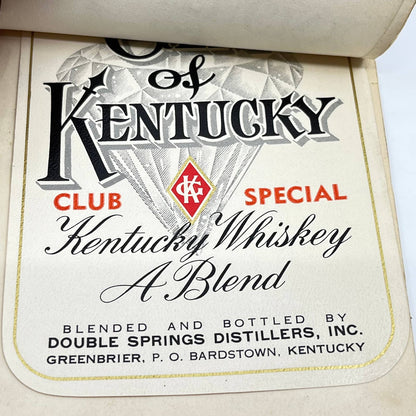 of
KENTUCKY
CLUB SPECIAL
KG
Kentucky Whiskey
A Blend
BLENDED AND BOTTLED BY
DOUBLE SPRINGS DISTILLERS, INC.
GREENBRIER, P. O. BARDSTOWN, KENTUCKY